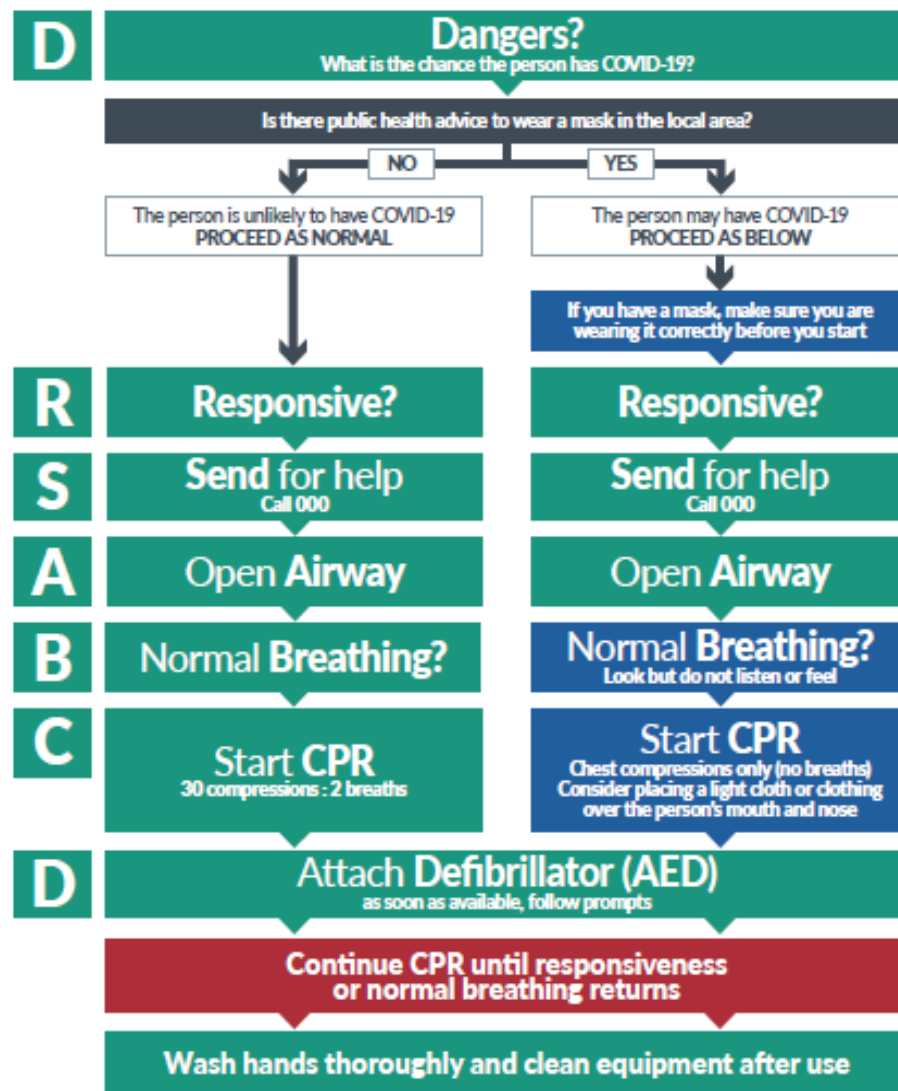 D
Dangers?
What is the chance the person has COVID-19?
Is there public health advice to wear a mask in the local area?
NO
YES
The person is unlikely to have COVID-19
PROCEED AS NORMAL
The person may have COVID-19
PROCEED AS BELOW
If you have a mask, make sure you are
wearing it correctly before you start
R
Responsive?
Responsive?
S
Send for help
Call 000
Send for help
Call 000
A
Open Airway
Open Airway
B
Normal Breathing?
Normal Breathing?
Look but do not listen or feel
C
Start CPR
30 compressions : 2 breaths
Start CPR
Chest compressions only (no breaths)
Consider placing a light cloth or clothing
over the person's mouth and nose
D
Attach Defibrillator (AED)
as soon as available, follow prompts
Continue CPR until responsiveness
or normal breathing returns
Wash hands thoroughly and clean equipment after use